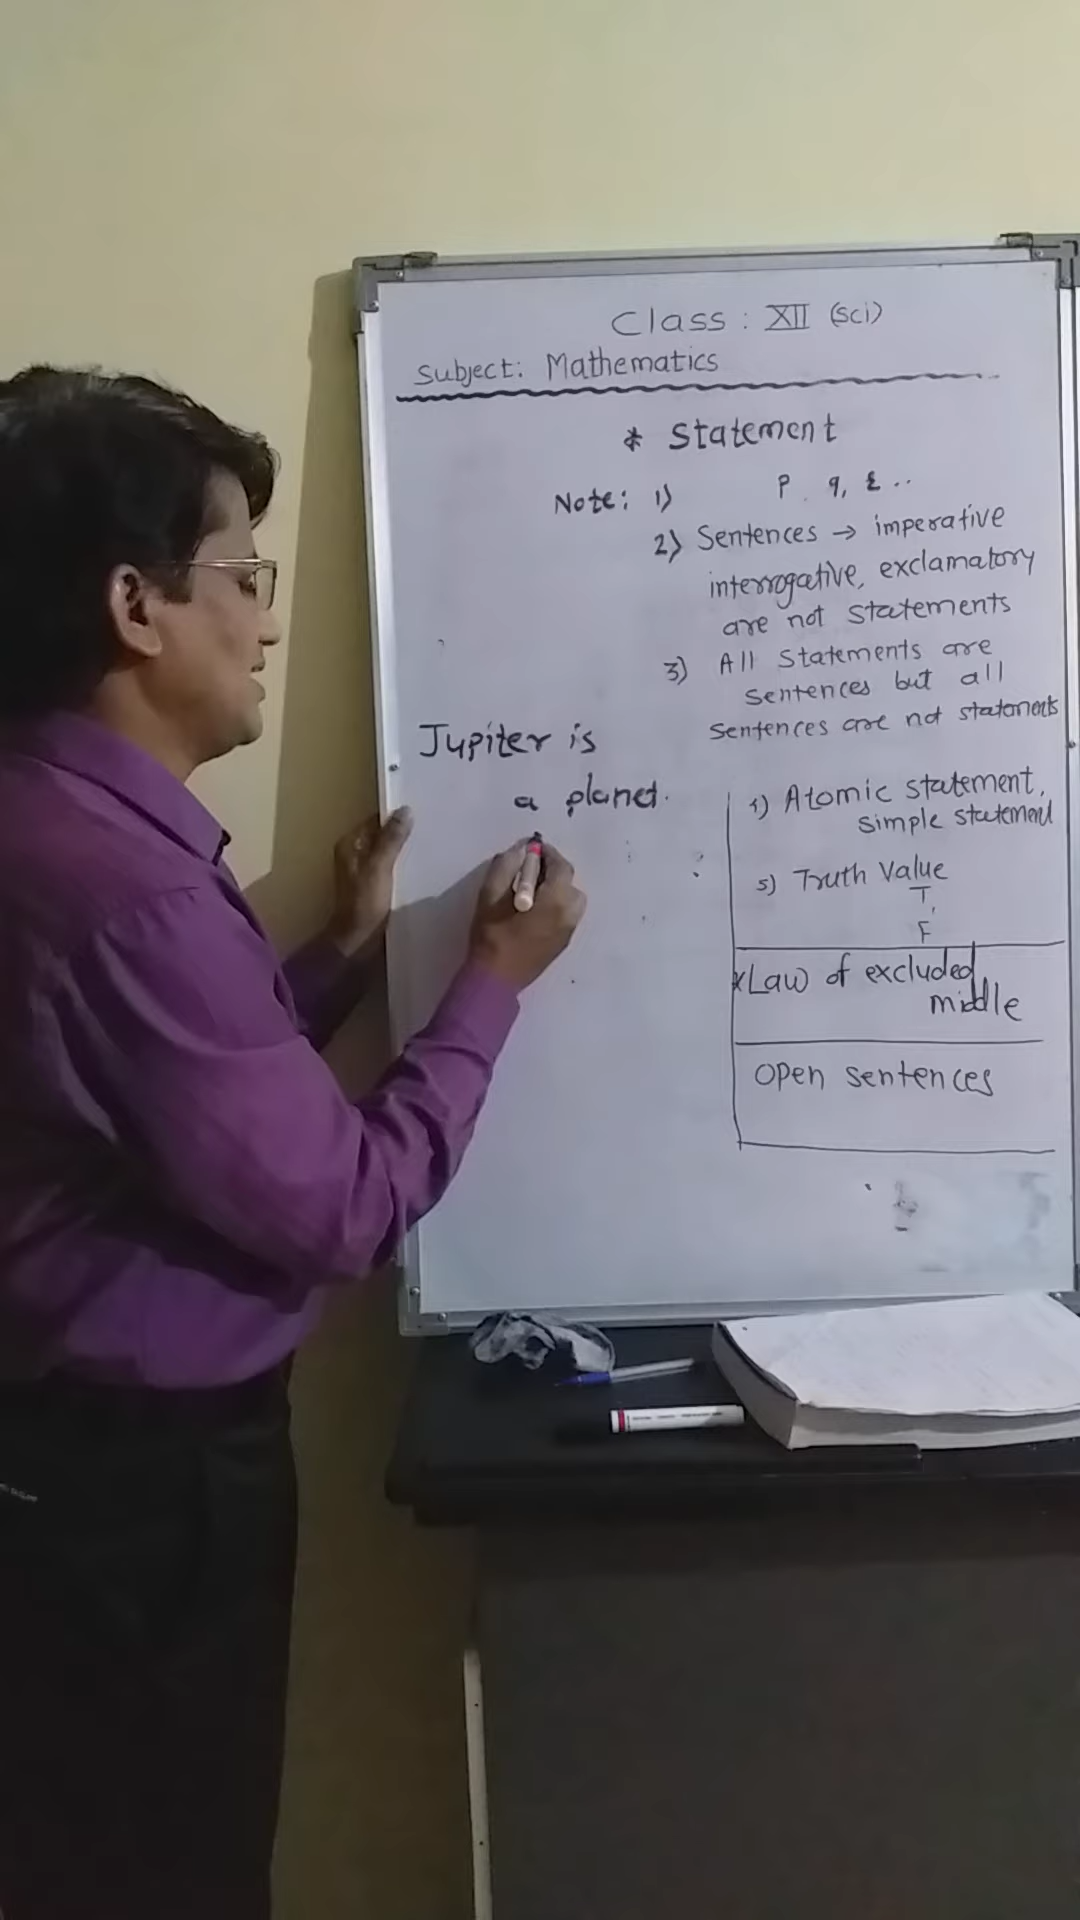 Class : XII (sci)
Subject: Mathematics
* Statement
Note: 1) p, q, r ..
2) Sentences → imperative
interrogative, exclamatory
are not statements
3) All statements are
sentences but all
sentences are not statements
Jupiter is
a planet.
4) Atomic statement,
simple statement
5) Truth Value
T,
F
*Law of excluded
middle
Open sentences